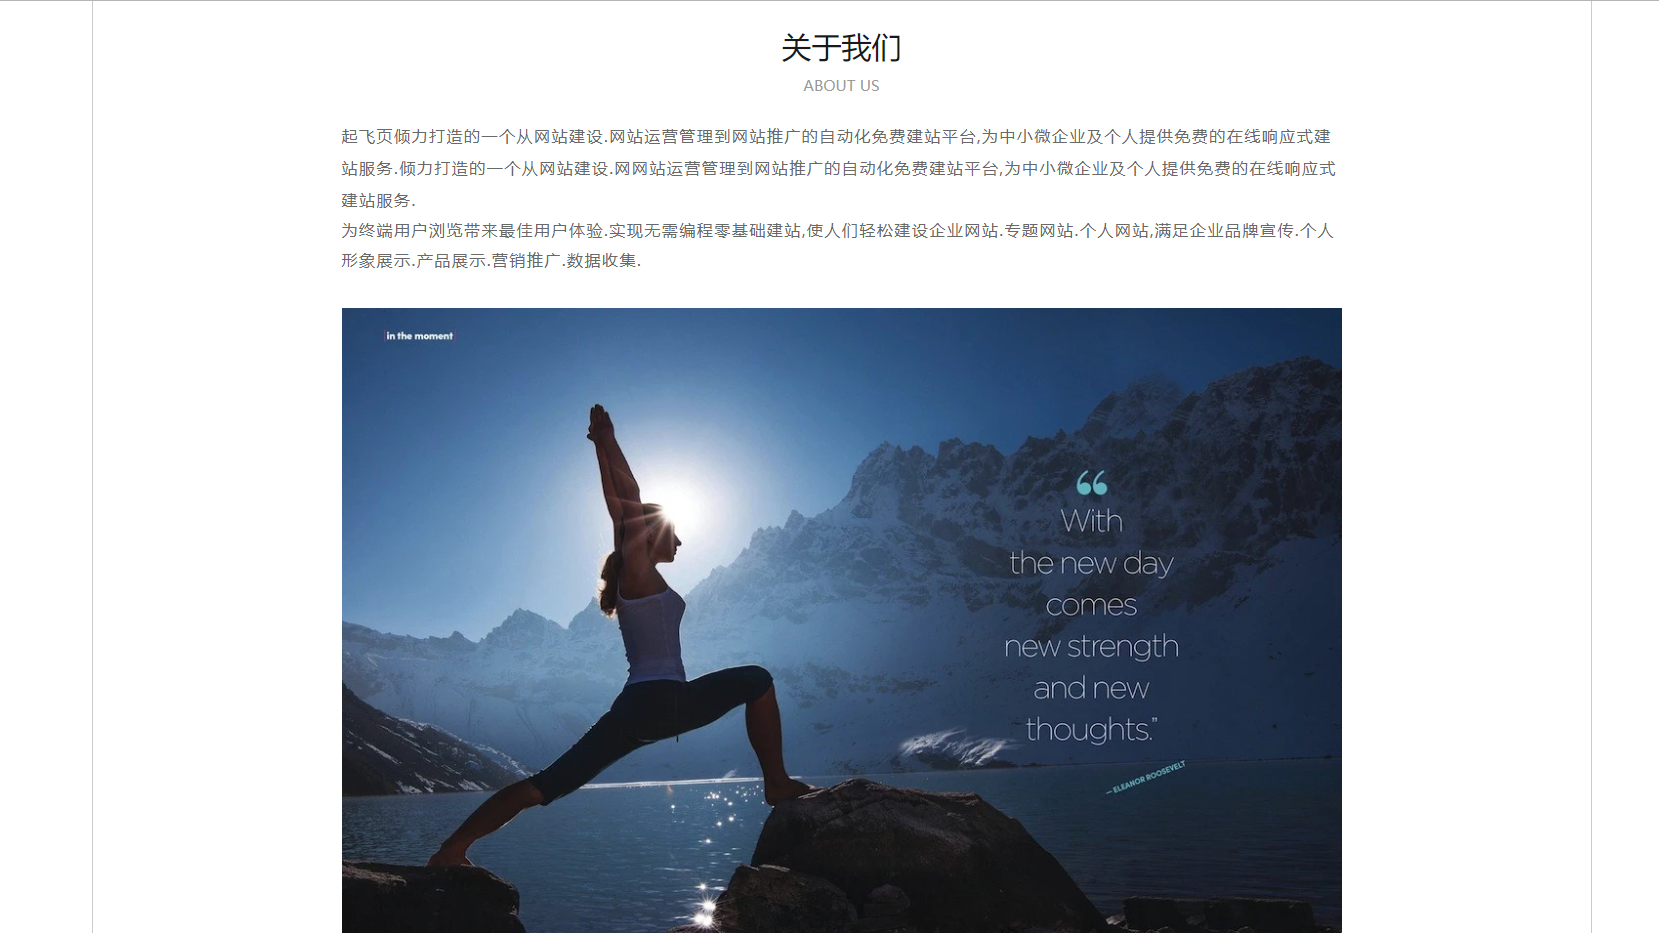 关于我们
ABOUT US
起飞页倾力打造的一个从网站建设.网站运营管理到网站推广的自动化免费建站平台,为中小微企业及个人提供免费的在线响应式建
站服务.倾力打造的一个从网站建设.网网站运营管理到网站推广的自动化免费建站平台,为中小微企业及个人提供免费的在线响应式
建站服务.
为终端用户浏览带来最佳用户体验.实现无需编程零基础建站,使人们轻松建设企业网站.专题网站.个人网站,满足企业品牌宣传.个人
形象展示.产品展示.营销推广.数据收集.
in the moment
“With
the new day
comes
new strength
and new
thoughts.”
— ELEANOR ROOSEVELT